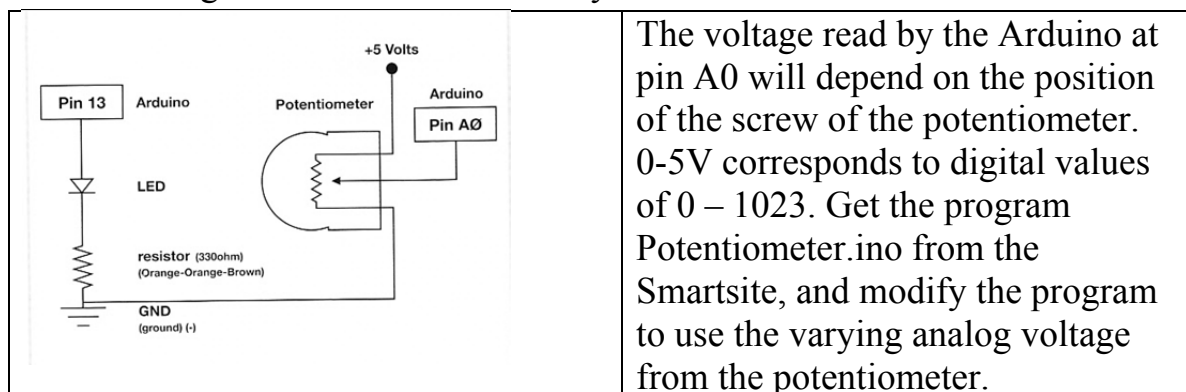 +5 Volts
Pin 13
Arduino
Potentiometer
Arduino
Pin AØ
LED
resistor (330ohm)
(Orange-Orange-Brown)
GND
(ground) (-)
The voltage read by the Arduino at
pin A0 will depend on the position
of the screw of the potentiometer.
0-5V corresponds to digital values
of 0 – 1023. Get the program
Potentiometer.ino from the
Smartsite, and modify the program
to use the varying analog voltage
from the potentiometer.